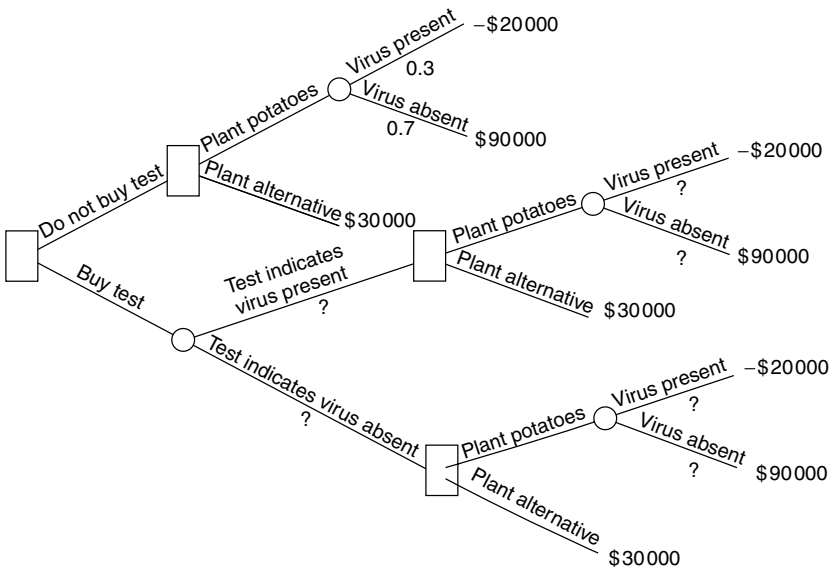 Virus present
−$20000
0.3
Plant potatoes
Virus absent
0.7
$90000
Do not buy test
Plant alternative
$30000
Buy test
Test indicates
virus present
?
Plant potatoes
Virus present
−$20000
?
Virus absent
?
$90000
Plant alternative
$30000
Test indicates virus absent
?
Plant potatoes
Virus present
−$20000
?
Virus absent
?
$90000
Plant alternative
$30000